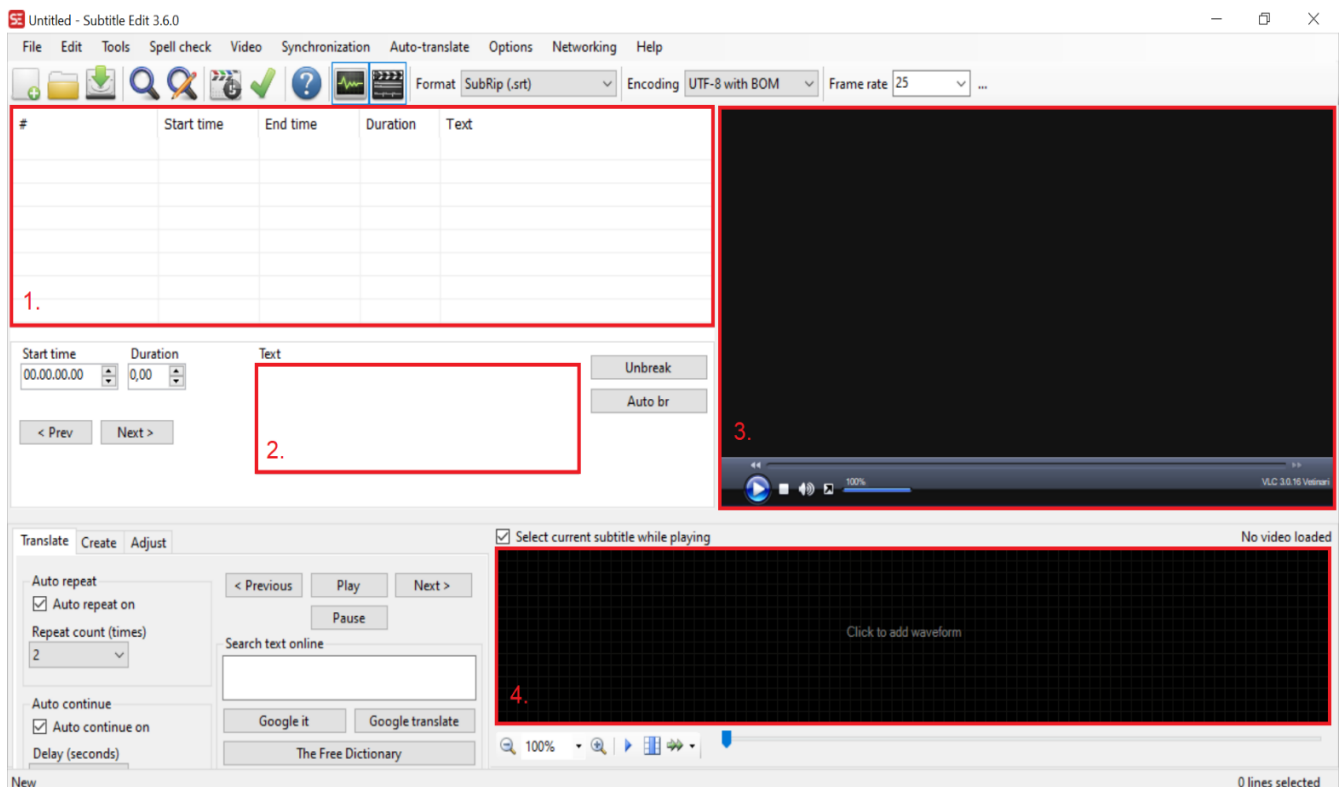 SE Untitled - Subtitle Edit 3.6.0
File Edit Tools Spell check Video Synchronization Auto-translate Options Networking Help
Format SubRip (.srt) Encoding UTF-8 with BOM Frame rate 25 ...
# Start time End time Duration Text
1.
Start time Duration Text
00.00.00.00 0,00
Unbreak
Auto br
< Prev Next >
2.
3.
100%
VLC 3.0.16 Vetinari
Translate Create Adjust
Select current subtitle while playing
No video loaded
Auto repeat
Auto repeat on
Repeat count (times)
2
Auto continue
Auto continue on
Delay (seconds)
< Previous Play Next >
Pause
Search text online
Google it Google translate
The Free Dictionary
Click to add waveform
4.
100%
New
0 lines selected